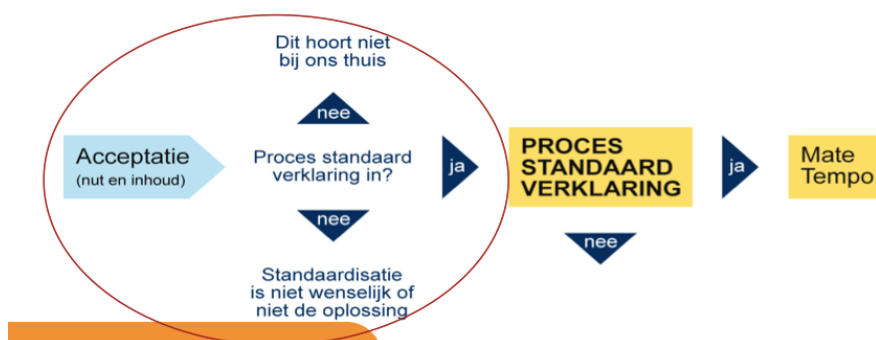 Dit hoort niet
bij ons thuis
nee
Acceptatie
(nut en inhoud)
Proces standaard
verklaring in?
ja
PROCES
STANDAARD
VERKLARING
ja
Mate
Tempo
nee
nee
Standaardisatie
is niet wenselijk of
niet de oplossing